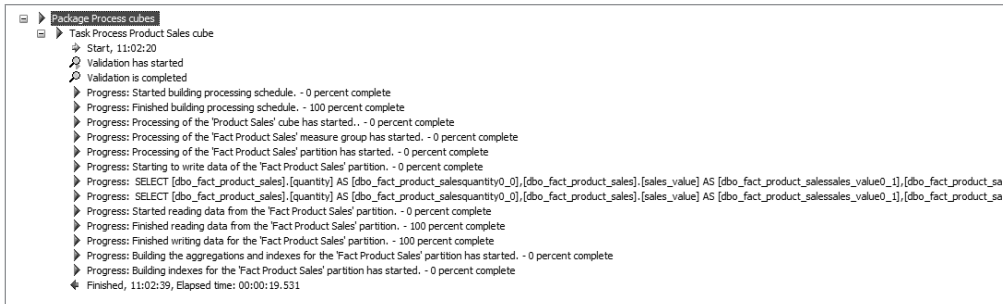 Package Process cubes
Task Process Product Sales cube
Start, 11:02:20
Validation has started
Validation is completed
Progress: Started building processing schedule. - 0 percent complete
Progress: Finished building processing schedule. - 100 percent complete
Progress: Processing of the 'Product Sales' cube has started.. - 0 percent complete
Progress: Processing of the 'Fact Product Sales' measure group has started. - 0 percent complete
Progress: Processing of the 'Fact Product Sales' partition has started. - 0 percent complete
Progress: Starting to write data of the 'Fact Product Sales' partition. - 0 percent complete
Progress: SELECT [dbo_fact_product_sales].[quantity] AS [dbo_fact_product_salesquantity0_0],[dbo_fact_product_sales].[sales_value] AS [dbo_fact_product_salessales_value0_1],[dbo_fact_product_sa
Progress: SELECT [dbo_fact_product_sales].[quantity] AS [dbo_fact_product_salesquantity0_0],[dbo_fact_product_sales].[sales_value] AS [dbo_fact_product_salessales_value0_1],[dbo_fact_product_sa
Progress: Started reading data from the 'Fact Product Sales' partition. - 0 percent complete
Progress: Finished reading data from the 'Fact Product Sales' partition. - 100 percent complete
Progress: Finished writing data for the 'Fact Product Sales' partition. - 100 percent complete
Progress: Building the aggregations and indexes for the 'Fact Product Sales' partition has started. - 0 percent complete
Progress: Building indexes for the 'Fact Product Sales' partition has started. - 0 percent complete
Finished, 11:02:39, Elapsed time: 00:00:19.531